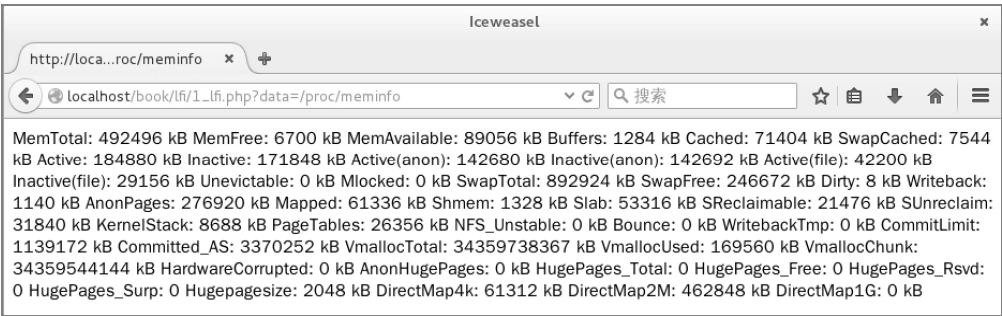 Iceweasel
http://loca...roc/meminfo
localhost/book/lfi/1_lfi.php?data=/proc/meminfo
搜索
MemTotal: 492496 kB MemFree: 6700 kB MemAvailable: 89056 kB Buffers: 1284 kB Cached: 71404 kB SwapCached: 7544
kB Active: 184880 kB Inactive: 171848 kB Active(anon): 142680 kB Inactive(anon): 142692 kB Active(file): 42200 kB
Inactive(file): 29156 kB Unevictable: 0 kB Mlocked: 0 kB SwapTotal: 892924 kB SwapFree: 246672 kB Dirty: 8 kB Writeback:
1140 kB AnonPages: 276920 kB Mapped: 61336 kB Shmem: 1328 kB Slab: 53316 kB SReclaimable: 21476 kB SUnreclaim:
31840 kB KernelStack: 8688 kB PageTables: 26356 kB NFS_Unstable: 0 kB Bounce: 0 kB WritebackTmp: 0 kB CommitLimit:
1139172 kB Committed_AS: 3370252 kB VmallocTotal: 34359738367 kB VmallocUsed: 169560 kB VmallocChunk:
34359544144 kB HardwareCorrupted: 0 kB AnonHugePages: 0 kB HugePages_Total: 0 HugePages_Free: 0 HugePages_Rsvd:
0 HugePages_Surp: 0 Hugepagesize: 2048 kB DirectMap4k: 61312 kB DirectMap2M: 462848 kB DirectMap1G: 0 kB